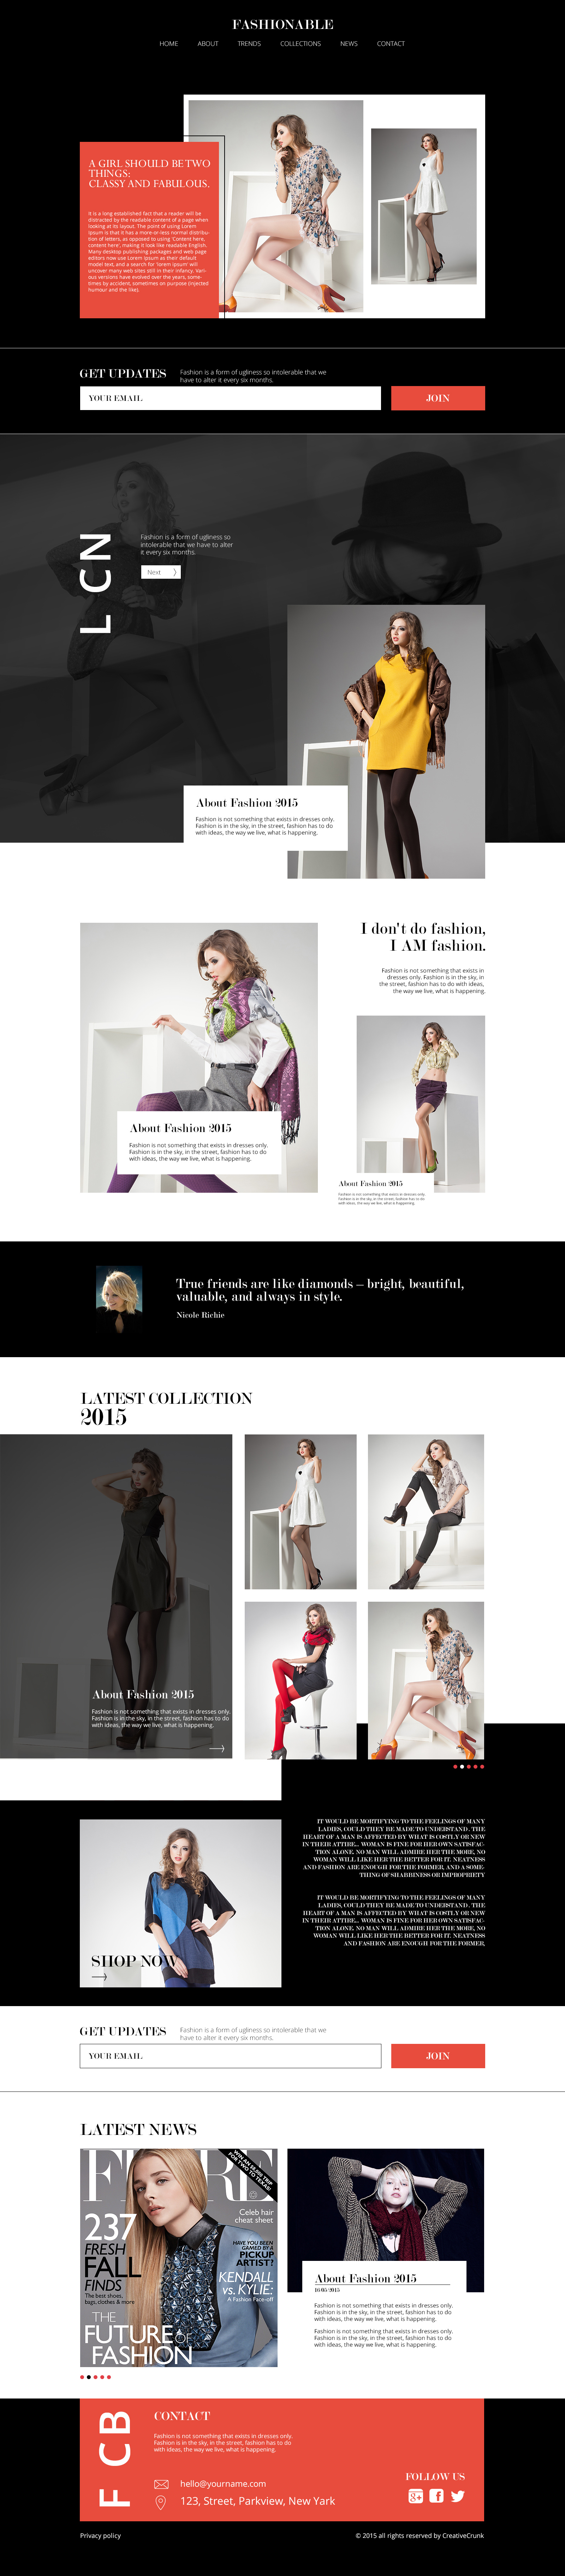 FASHIONABLE
HOME ABOUT TRENDS COLLECTIONS NEWS CONTACT
A GIRL SHOULD BE TWO
THINGS:
CLASSY AND FABULOUS.
It is a long established fact that a reader will be
distracted by the readable content of a page when
looking at its layout. The point of using Lorem
Ipsum is that it has a more-or-less normal distribu-
tion of letters, as opposed to using 'Content here,
content here', making it look like readable English.
Many desktop publishing packages and web page
editors now use Lorem Ipsum as their default
model text, and a search for 'lorem ipsum' will
uncover many web sites still in their infancy. Vari-
ous versions have evolved over the years, some-
times by accident, sometimes on purpose (injected
humour and the like).
GET UPDATES
Fashion is a form of ugliness so intolerable that we
have to alter it every six months.
YOUR EMAIL
JOIN
L CN
Fashion is a form of ugliness so
intolerable that we have to alter
it every six months.
Next
About Fashion 2015
Fashion is not something that exists in dresses only.
Fashion is in the sky, in the street, fashion has to do
with ideas, the way we live, what is happening.
I don't do fashion,
I AM fashion.
Fashion is not something that exists in
dresses only. Fashion is in the sky, in
the street, fashion has to do with ideas,
the way we live, what is happening.
About Fashion 2015
Fashion is not something that exists in dresses only.
Fashion is in the sky, in the street, fashion has to do
with ideas, the way we live, what is happening.
About Fashion 2015
Fashion is not something that exists in dresses only.
Fashion is in the sky, in the street, fashion has to do
with ideas, the way we live, what is happening.
True friends are like diamonds – bright, beautiful,
valuable, and always in style.
Nicole Richie
LATEST COLLECTION
2015
About Fashion 2015
Fashion is not something that exists in dresses only.
Fashion is in the sky, in the street, fashion has to do
with ideas, the way we live, what is happening.
IT WOULD BE MORTIFYING TO THE FEELINGS OF MANY
LADIES, COULD THEY BE MADE TO UNDERSTAND . THE
HEART OF A MAN IS AFFECTED BY WHAT IS COSTLY OR NEW
IN THEIR ATTIRE... WOMAN IS FINE FOR HER OWN SATISFAC-
TION ALONE. NO MAN WILL ADMIRE HER THE MORE, NO
WOMAN WILL LIKE HER THE BETTER FOR IT. NEATNESS
AND FASHION ARE ENOUGH FOR THE FORMER, AND A SOME-
THING OF SHABBINESS OR IMPROPRIETY
IT WOULD BE MORTIFYING TO THE FEELINGS OF MANY
LADIES, COULD THEY BE MADE TO UNDERSTAND . THE
HEART OF A MAN IS AFFECTED BY WHAT IS COSTLY OR NEW
IN THEIR ATTIRE... WOMAN IS FINE FOR HER OWN SATISFAC-
TION ALONE. NO MAN WILL ADMIRE HER THE MORE, NO
WOMAN WILL LIKE HER THE BETTER FOR IT. NEATNESS
AND FASHION ARE ENOUGH FOR THE FORMER,
SHOP NOW
GET UPDATES
Fashion is a form of ugliness so intolerable that we
have to alter it every six months.
YOUR EMAIL
JOIN
LATEST NEWS
FOR TWO TO TEXAS!
Celeb hair
cheat sheet
237
FRESH
FALL
FINDS
The best shoes,
bags, clothes & more
HAVE YOU BEEN
GAMED BY A
PICKUP
ARTIST?
KENDALL
VS. KYLIE:
A Fashion Face-off
THE
FUTURE OF
FASHION
About Fashion 2015
16/05/2015
Fashion is not something that exists in dresses only.
Fashion is in the sky, in the street, fashion has to do
with ideas, the way we live, what is happening.
Fashion is not something that exists in dresses only.
Fashion is in the sky, in the street, fashion has to do
with ideas, the way we live, what is happening.
F CB
CONTACT
Fashion is not something that exists in dresses only.
Fashion is in the sky, in the street, fashion has to do
with ideas, the way we live, what is happening.
hello@yourname.com
123, Street, Parkview, New Yark
FOLLOW US
Privacy policy
© 2015 all rights reserved by CreativeCrunk